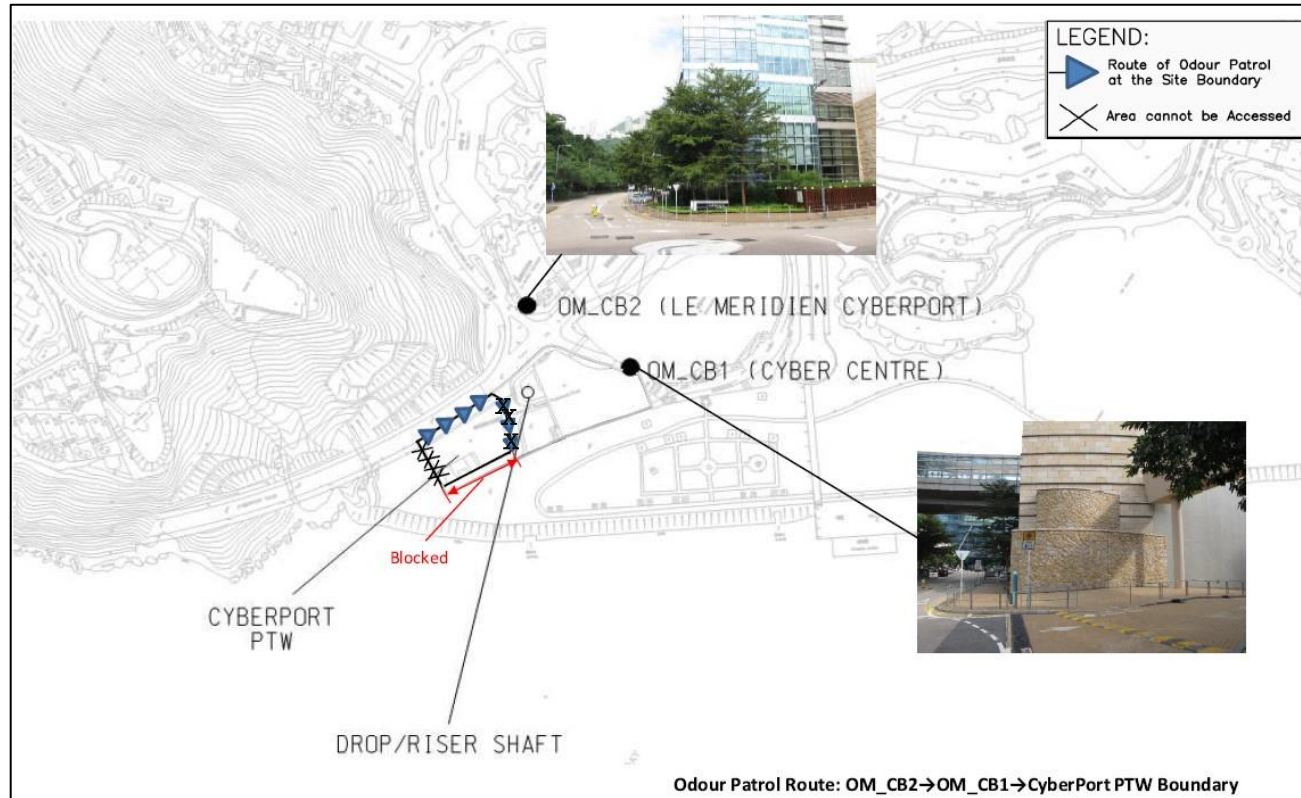 LEGEND:
Route of Odour Patrol
at the Site Boundary
Area cannot be Accessed
OM_CB2 (LE MERIDIEN CYBERPORT)
OM_CB1 (CYBER CENTRE)
X
X
X
Blocked
CYBERPORT
PTW
DROP/RISER SHAFT
Odour Patrol Route: OM_CB2→OM_CB1→CyberPort PTW Boundary